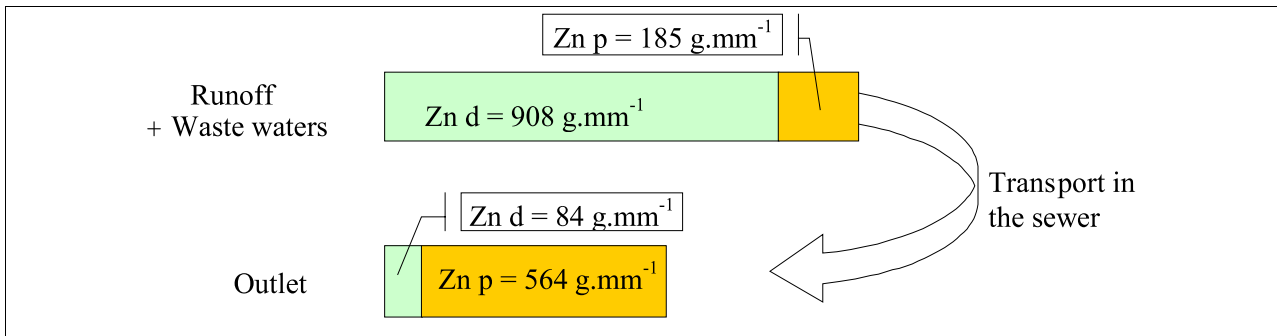 Zn p = 185 g.mm⁻¹
Runoff
+ Waste waters
Zn d = 908 g.mm⁻¹
Transport in
the sewer
Zn d = 84 g.mm⁻¹
Outlet
Zn p = 564 g.mm⁻¹